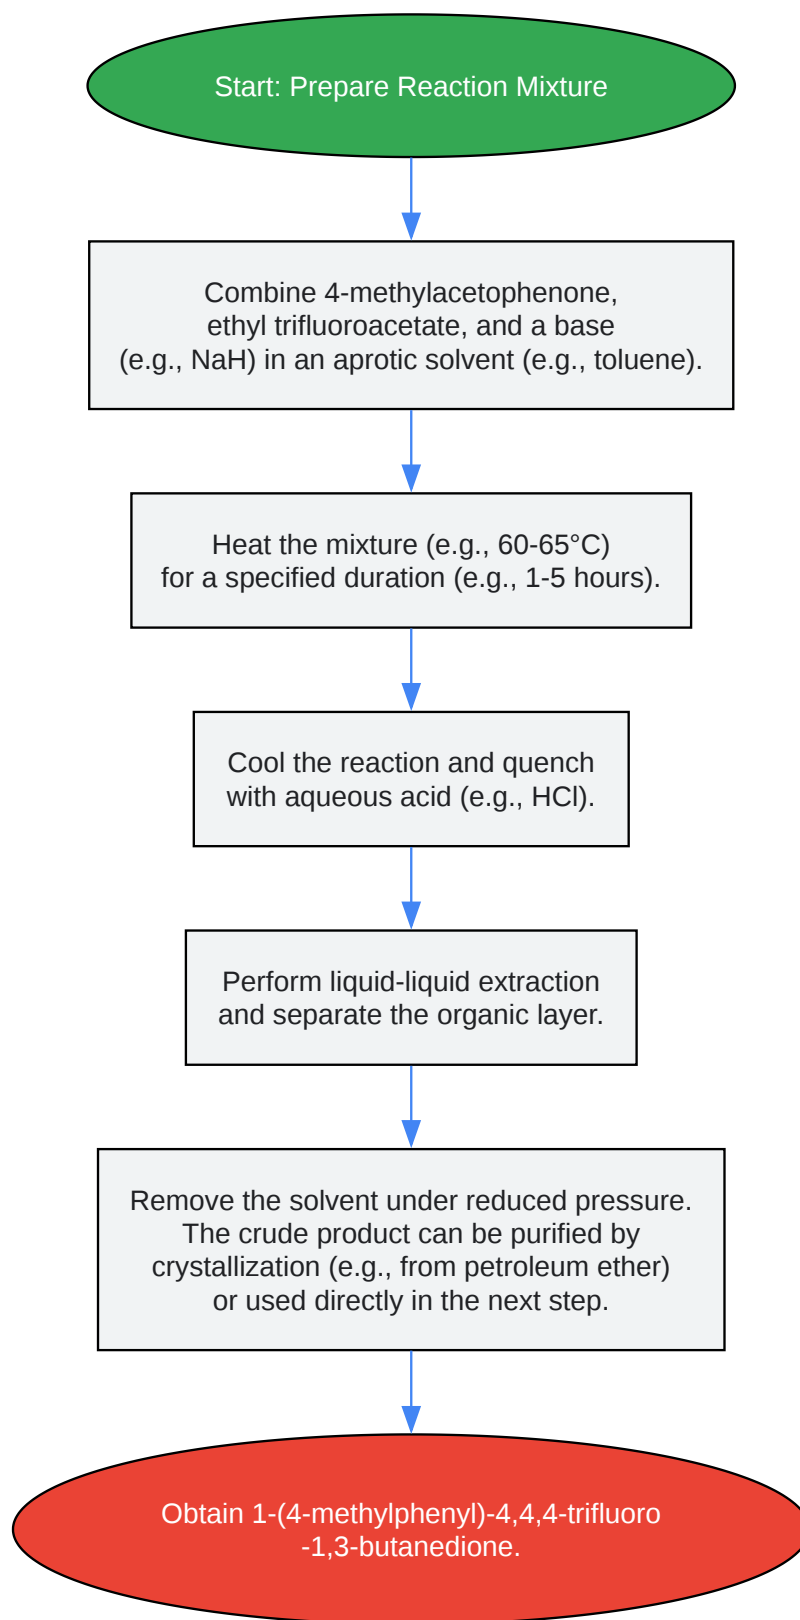 Start: Prepare Reaction Mixture
Combine 4-methylacetophenone,
ethyl trifluoroacetate, and a base
(e.g., NaH) in an aprotic solvent (e.g., toluene).
Heat the mixture (e.g., 60-65°C)
for a specified duration (e.g., 1-5 hours).
Cool the reaction and quench
with aqueous acid (e.g., HCl).
Perform liquid-liquid extraction
and separate the organic layer.
Remove the solvent under reduced pressure.
The crude product can be purified by
crystallization (e.g., from petroleum ether)
or used directly in the next step.
Obtain 1-(4-methylphenyl)-4,4,4-trifluoro
-1,3-butanedione.